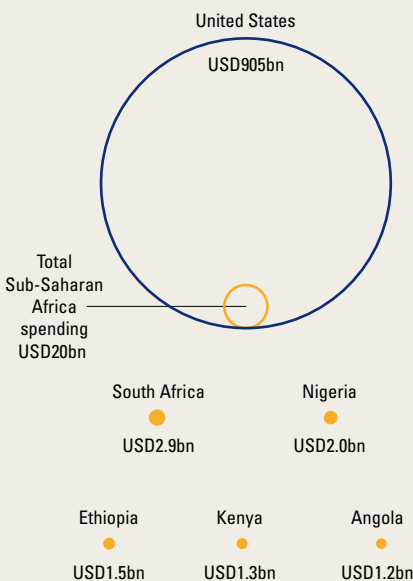 United States
USD905bn
Total
Sub-Saharan
Africa
spending
USD20bn
South Africa
USD2.9bn
Nigeria
USD2.0bn
Ethiopia
USD1.5bn
Kenya
USD1.3bn
Angola
USD1.2bn